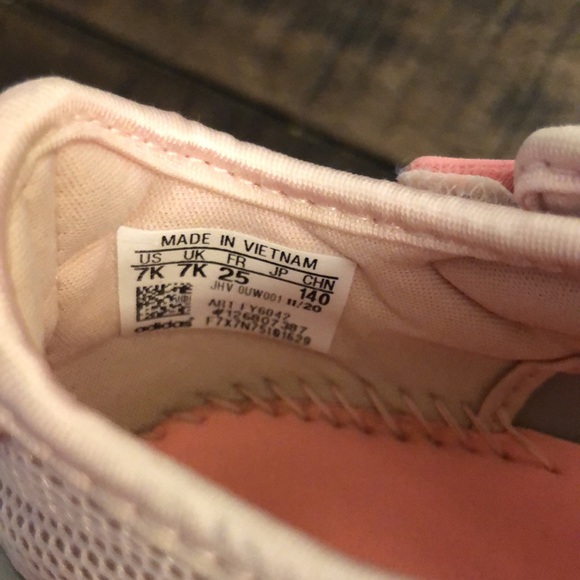 MADE IN VIETNAM
US UK FR JP CHN
7K 7K 25 140
JHV 0UW001 11/20
ART FY6042
#126807387
adidas F7X7N75101629